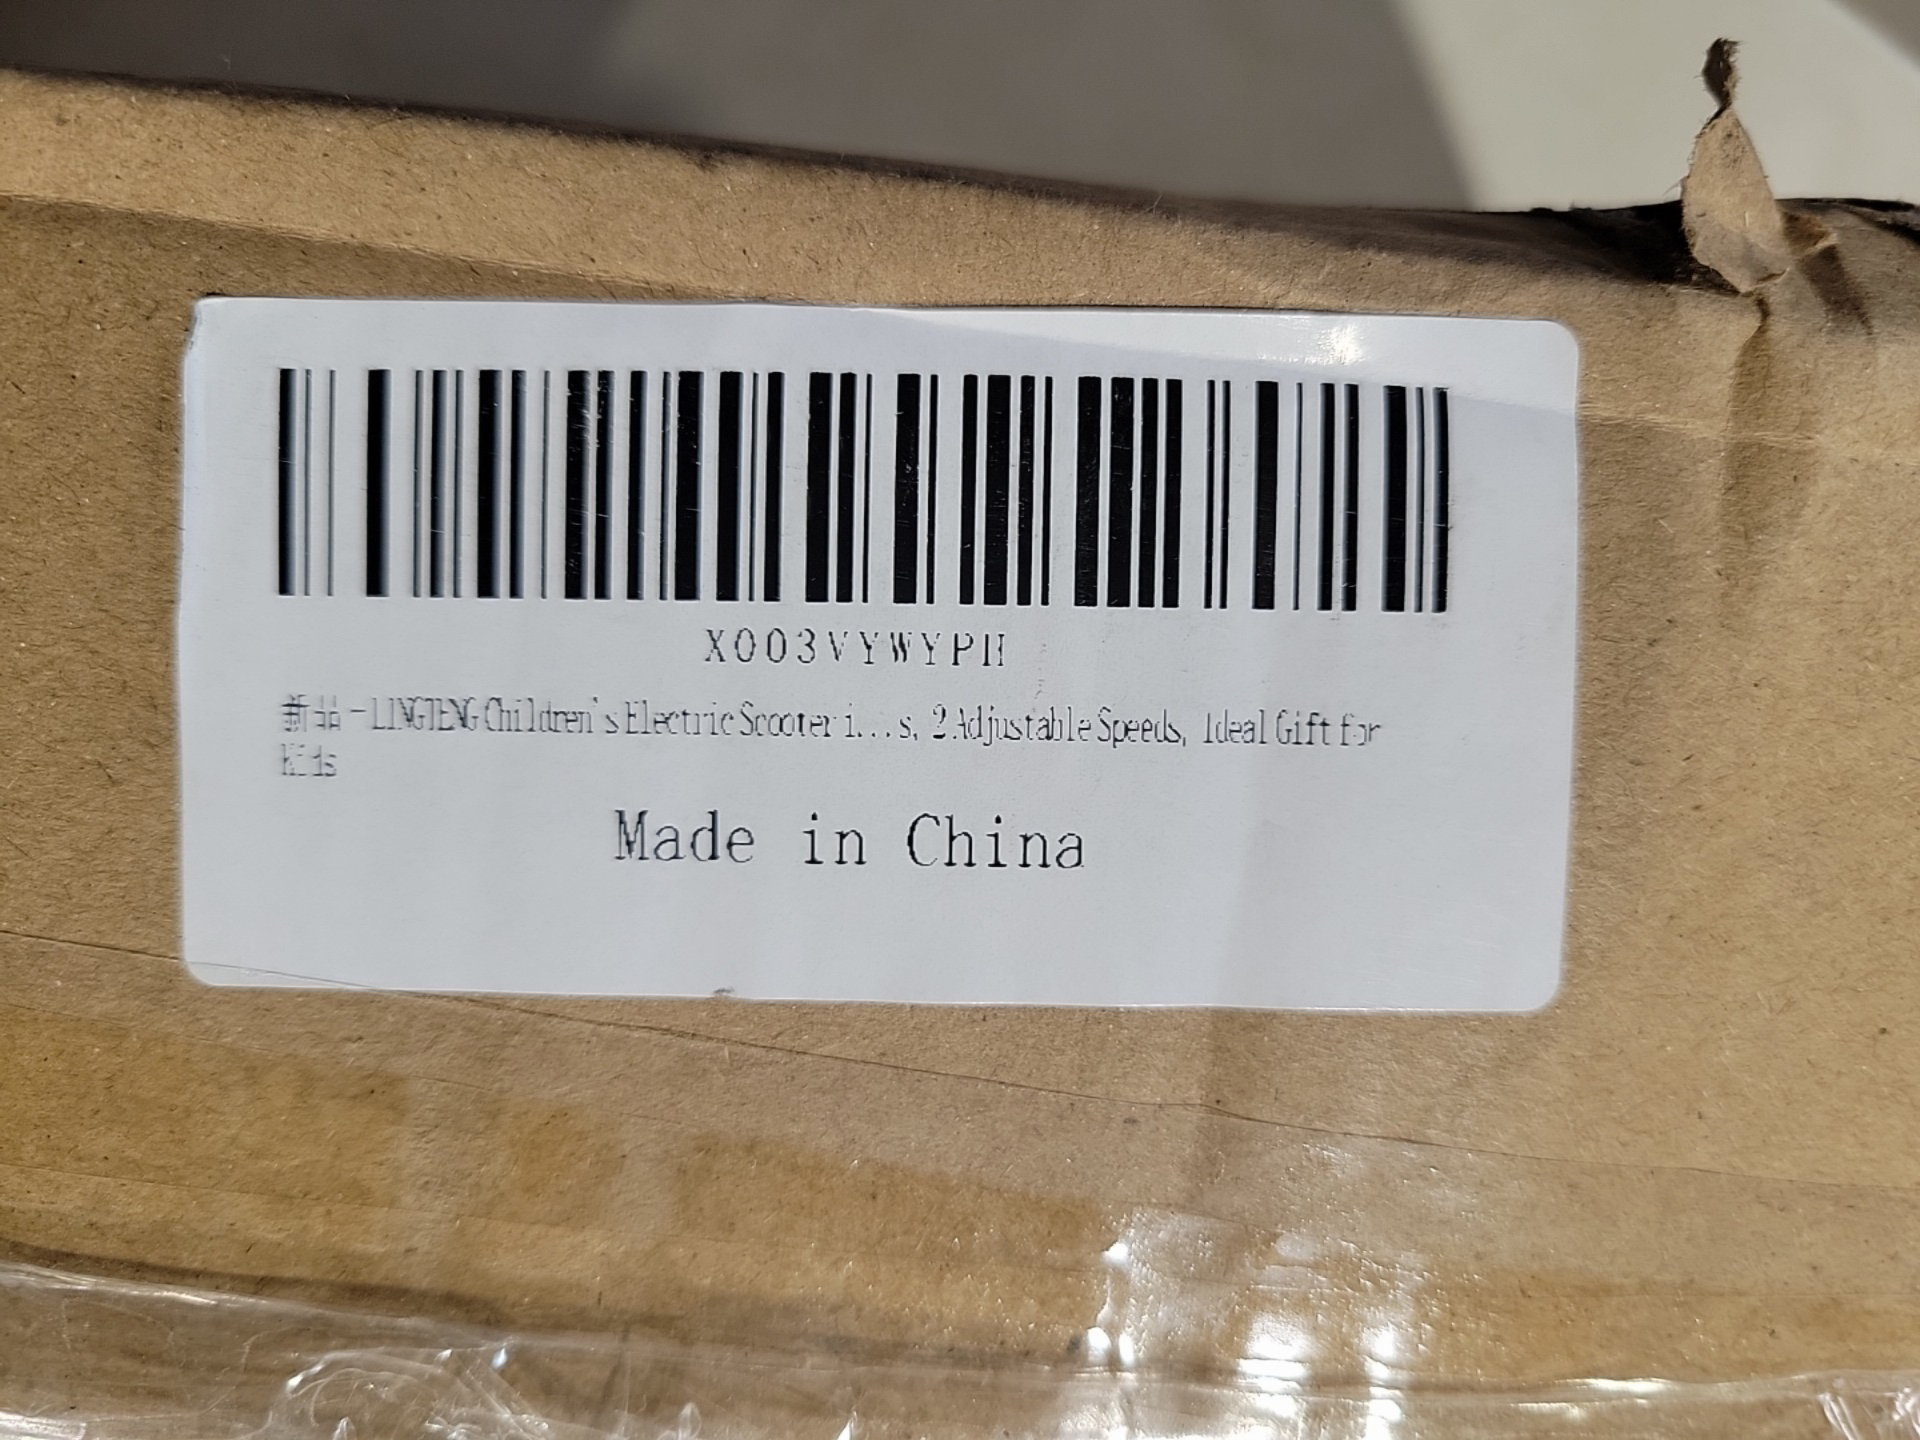 X003VYWYPH
新品 -LINGTENG Children's Electric Scooter i...s, 2 Adjustable Speeds, Ideal Gift for
Kids
Made in China